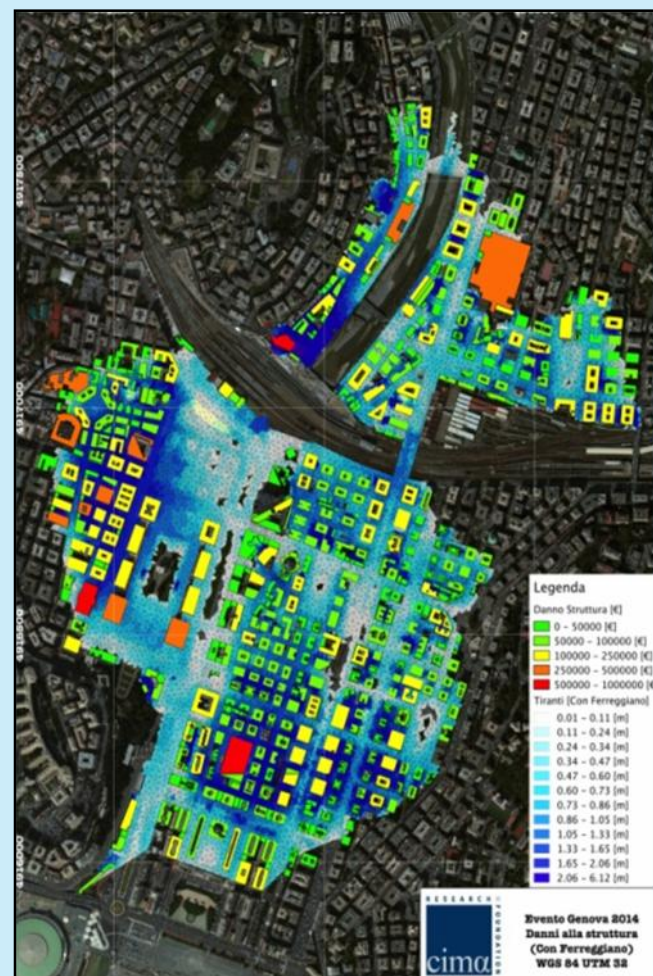 4917500
4917000
4916500
4916000
Legenda
Danno Struttura [€]
0 - 50000 [€]
50000 - 100000 [€]
100000 - 250000 [€]
250000 - 500000 [€]
500000 - 1000000 [€
Tiranti [Con Ferreggiano]
0.01 - 0.11 [m]
0.11 - 0.24 [m]
0.24 - 0.34 [m]
0.34 - 0.47 [m]
0.47 - 0.60 [m]
0.60 - 0.73 [m]
0.73 - 0.86 [m]
0.86 - 1.05 [m]
1.05 - 1.33 [m]
1.33 - 1.65 [m]
1.65 - 2.06 [m]
2.06 - 6.12 [m]
RESEARCH
FOUNDATION
cima
Evento Genova 2014
Danni alla struttura
(Con Ferreggiano)
WGS 84 UTM 32